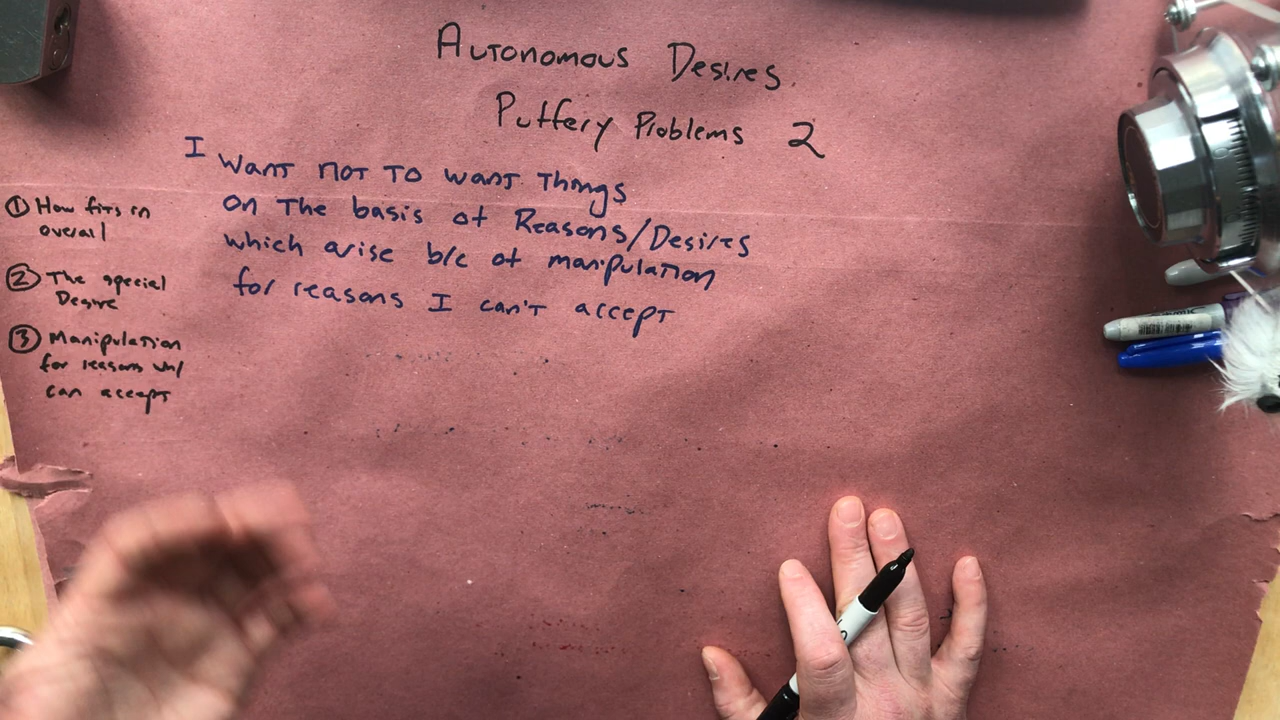 Autonomous Desires
Puffery Problems 2
I want not to want things
on the basis of Reasons/Desires
which arise b/c of manipulation
for reasons I can't accept
① How fits in
overall
② The special
Desire
③ Manipulation
for reasons w/
can accept